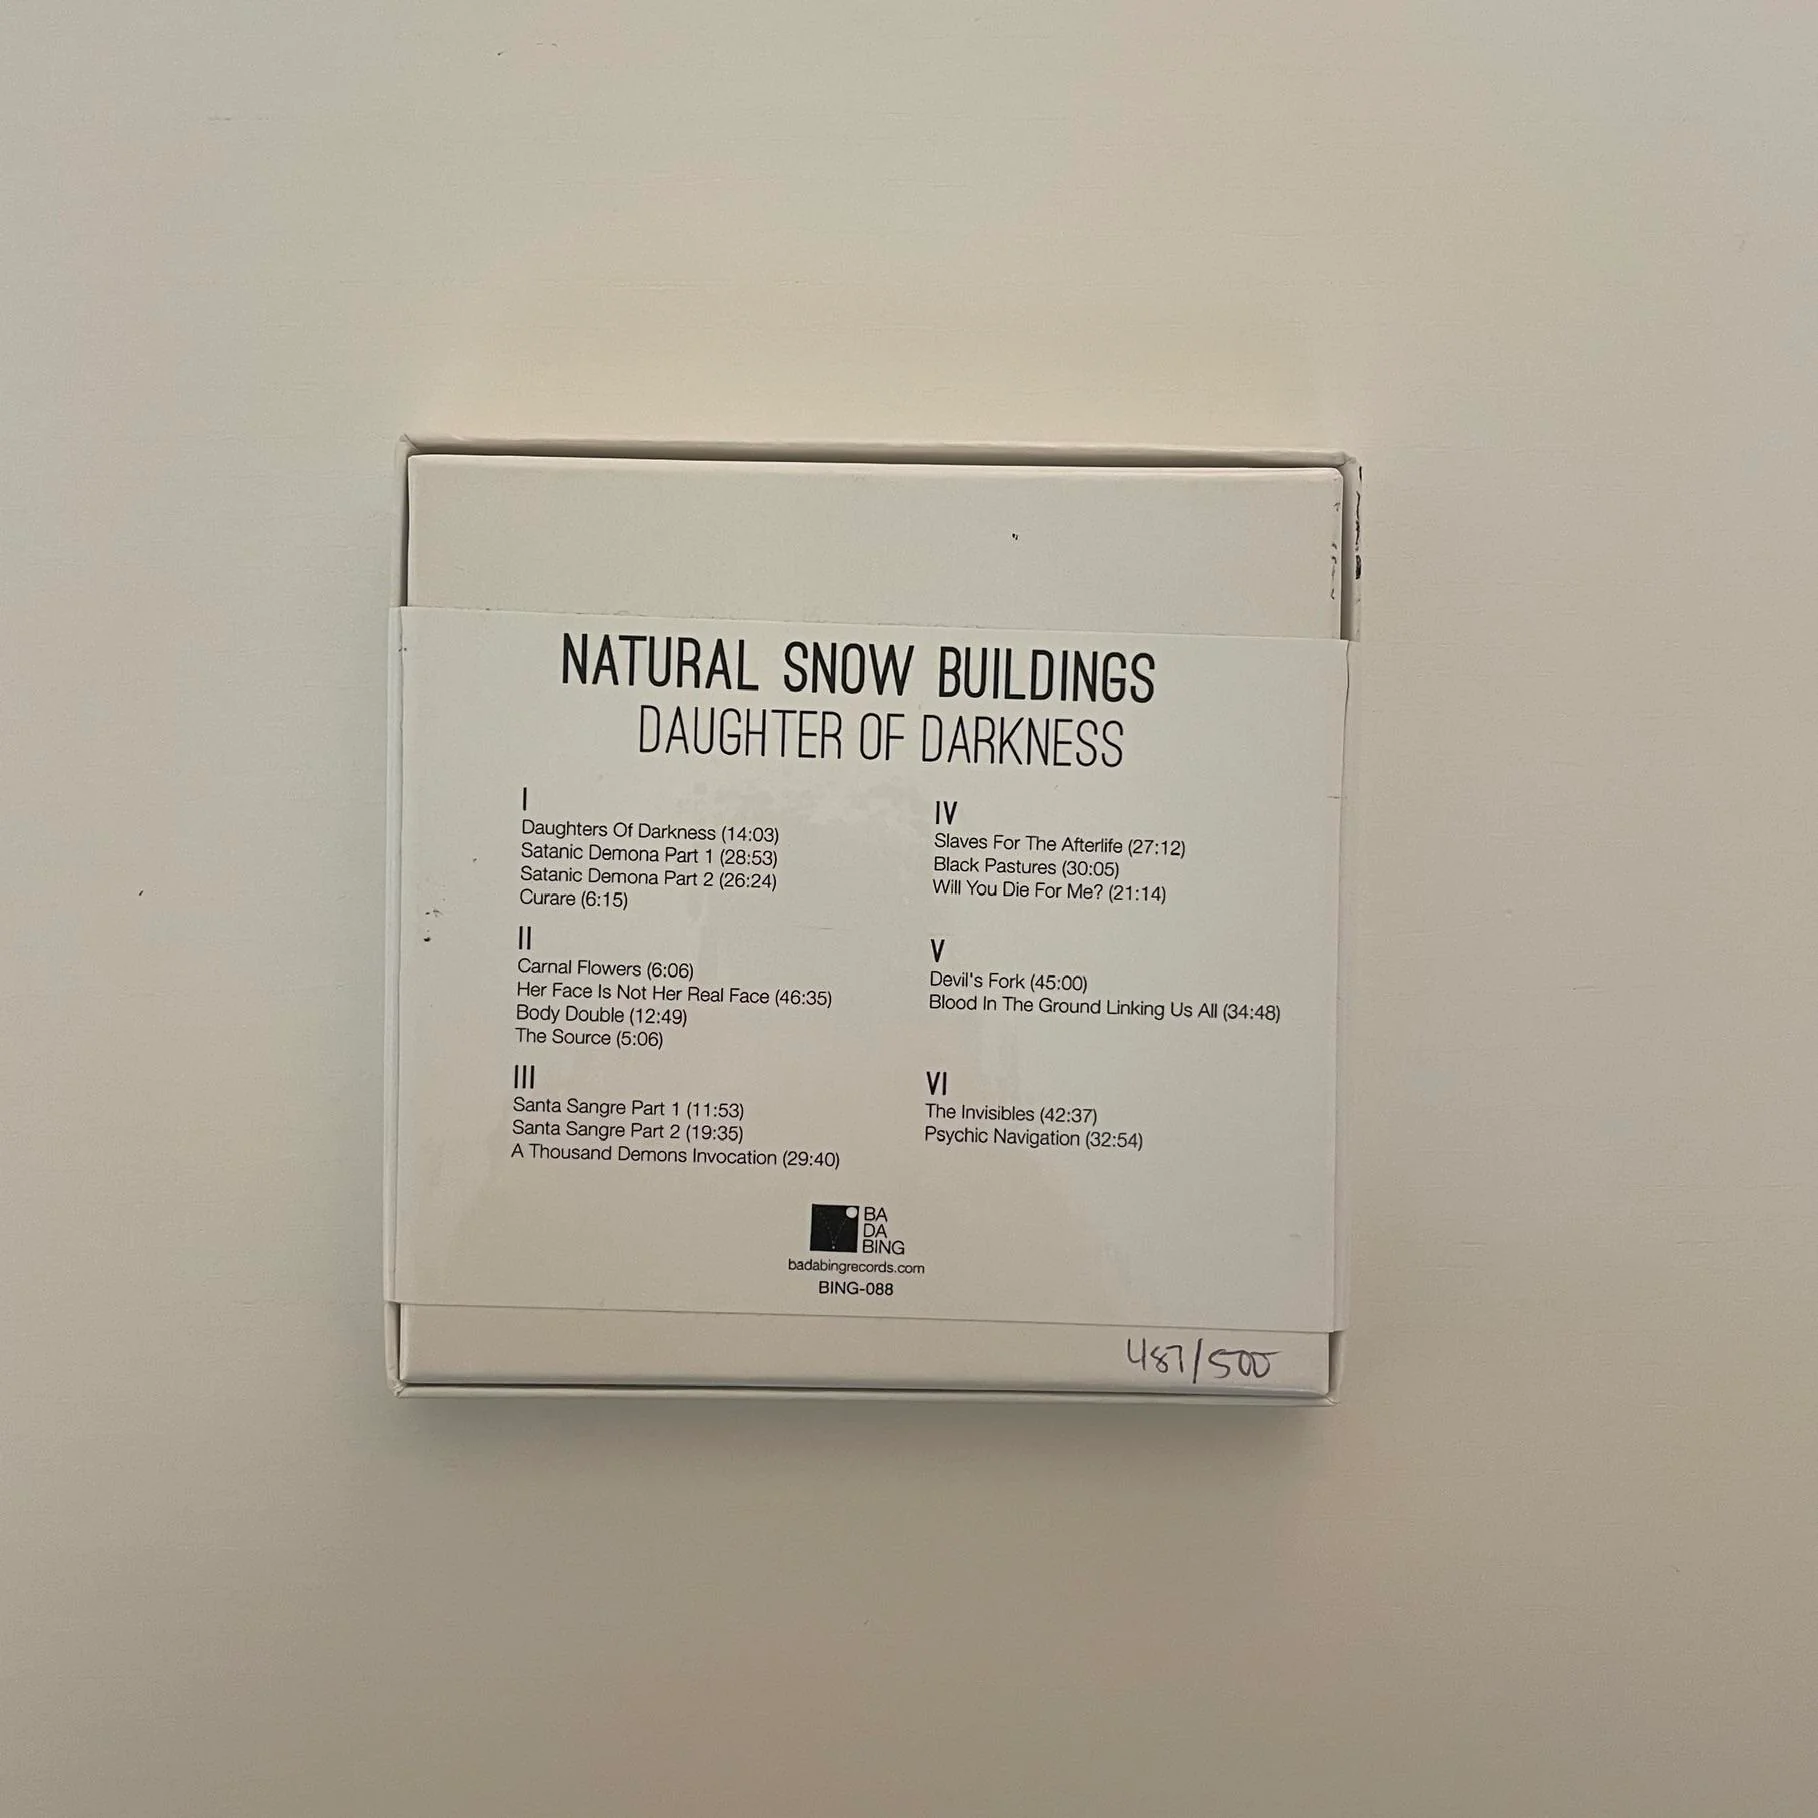 NATURAL SNOW BUILDINGS
DAUGHTER OF DARKNESS
I
Daughters Of Darkness (14:03)
Satanic Demona Part 1 (28:53)
Satanic Demona Part 2 (26:24)
Curare (6:15)
II
Carnal Flowers (6:06)
Her Face Is Not Her Real Face (46:35)
Body Double (12:49)
The Source (5:06)
III
Santa Sangre Part 1 (11:53)
Santa Sangre Part 2 (19:35)
A Thousand Demons Invocation (29:40)
IV
Slaves For The Afterlife (27:12)
Black Pastures (30:05)
Will You Die For Me? (21:14)
V
Devil's Fork (45:00)
Blood In The Ground Linking Us All (34:48)
VI
The Invisibles (42:37)
Psychic Navigation (32:54)
BA
DA
BING
badabingrecords.com
BING-088
487/500